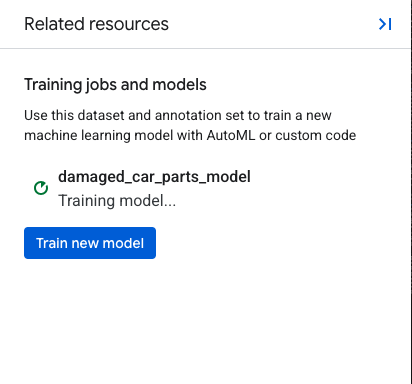 Related resources
Training jobs and models
Use this dataset and annotation set to train a new
machine learning model with AutoML or custom code
damaged_car_parts_model
Training model...
Train new model